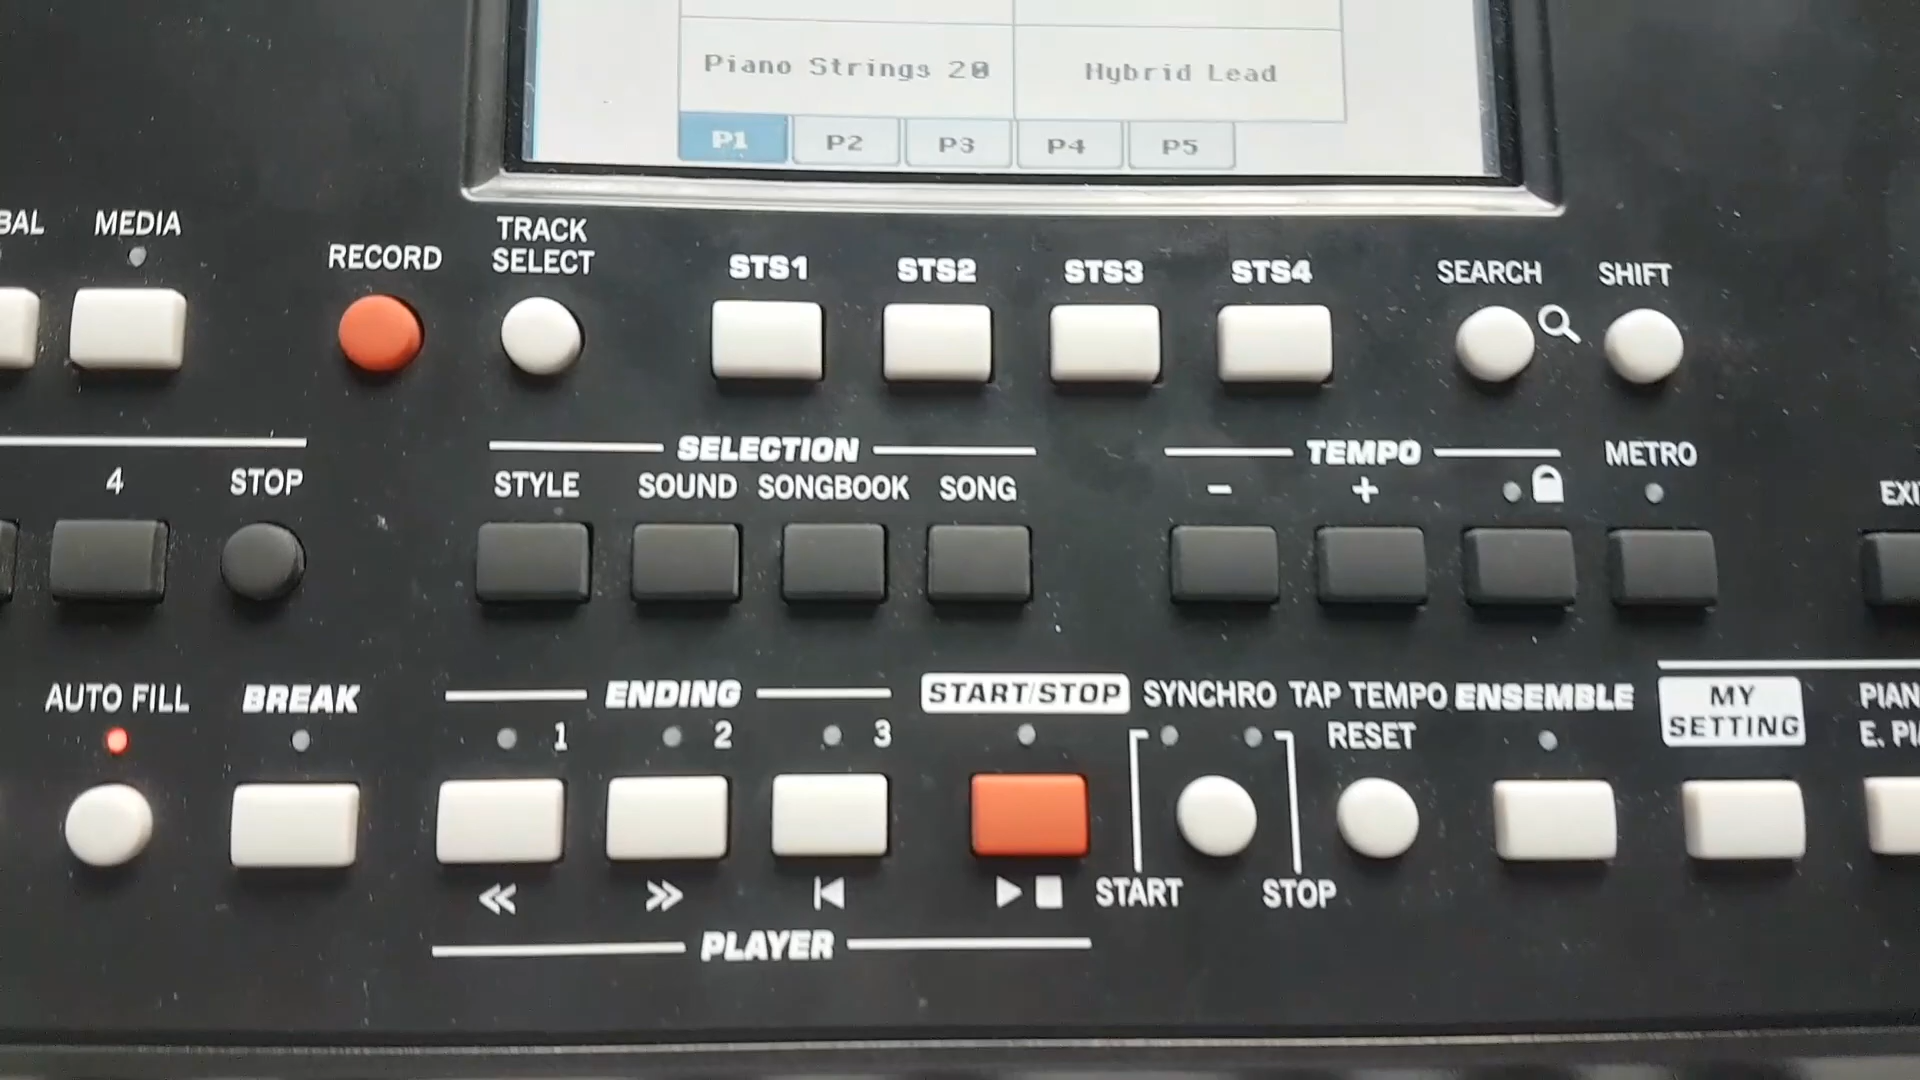 Piano Strings 20 Hybrid Lead
P1 P2 P3 P4 P5
MEDIA
RECORD
TRACK
SELECT
STS1 STS2 STS3 STS4
SEARCH SHIFT
SELECTION
TEMPO
METRO
4 STOP
STYLE SOUND SONGBOOK SONG
- +
AUTO FILL BREAK
ENDING
1 2 3
START/STOP
SYNCHRO
TAP TEMPO
RESET
ENSEMBLE
MY
SETTING
START STOP
PLAYER